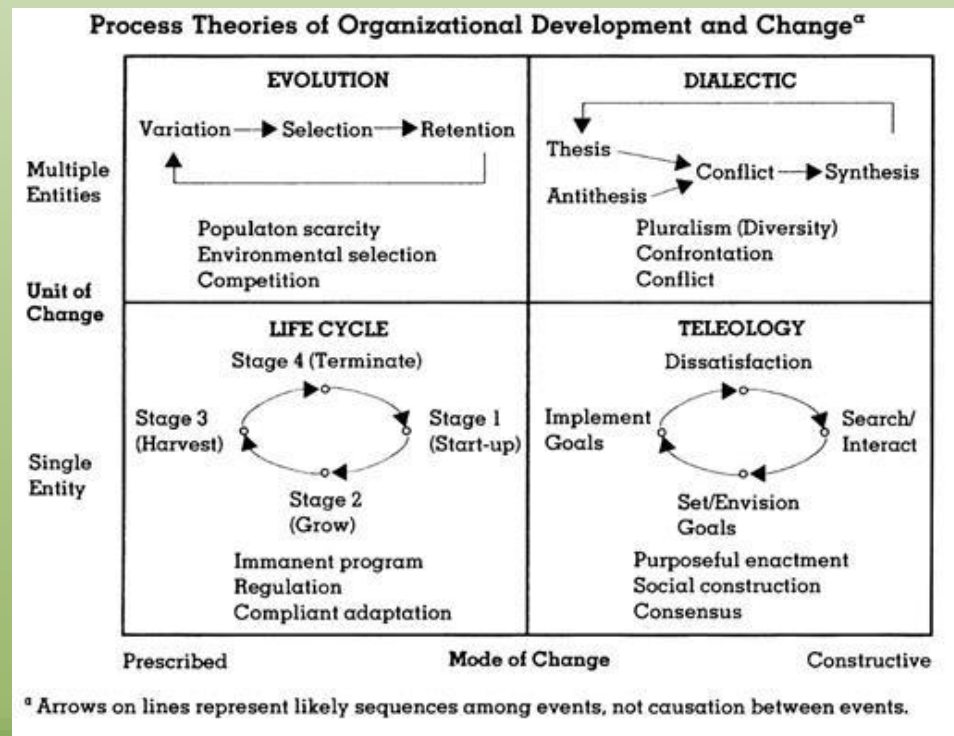 Process Theories of Organizational Development and Change^a
EVOLUTION
Variation Selection Retention
Populaton scarcity
Environmental selection
Competition
DIALECTIC
Thesis
Antithesis
Conflict Synthesis
Pluralism (Diversity)
Confrontation
Conflict
Multiple
Entities
Unit of
Change
Single
Entity
LIFE CYCLE
Stage 4 (Terminate)
Stage 3
(Harvest)
Stage 1
(Start-up)
Stage 2
(Grow)
Immanent program
Regulation
Compliant adaptation
TELEOLOGY
Dissatisfaction
Implement
Goals
Search/
Interact
Set/Envision
Goals
Purposeful enactment
Social construction
Consensus
Prescribed Mode of Change Constructive
^a Arrows on lines represent likely sequences among events, not causation between events.